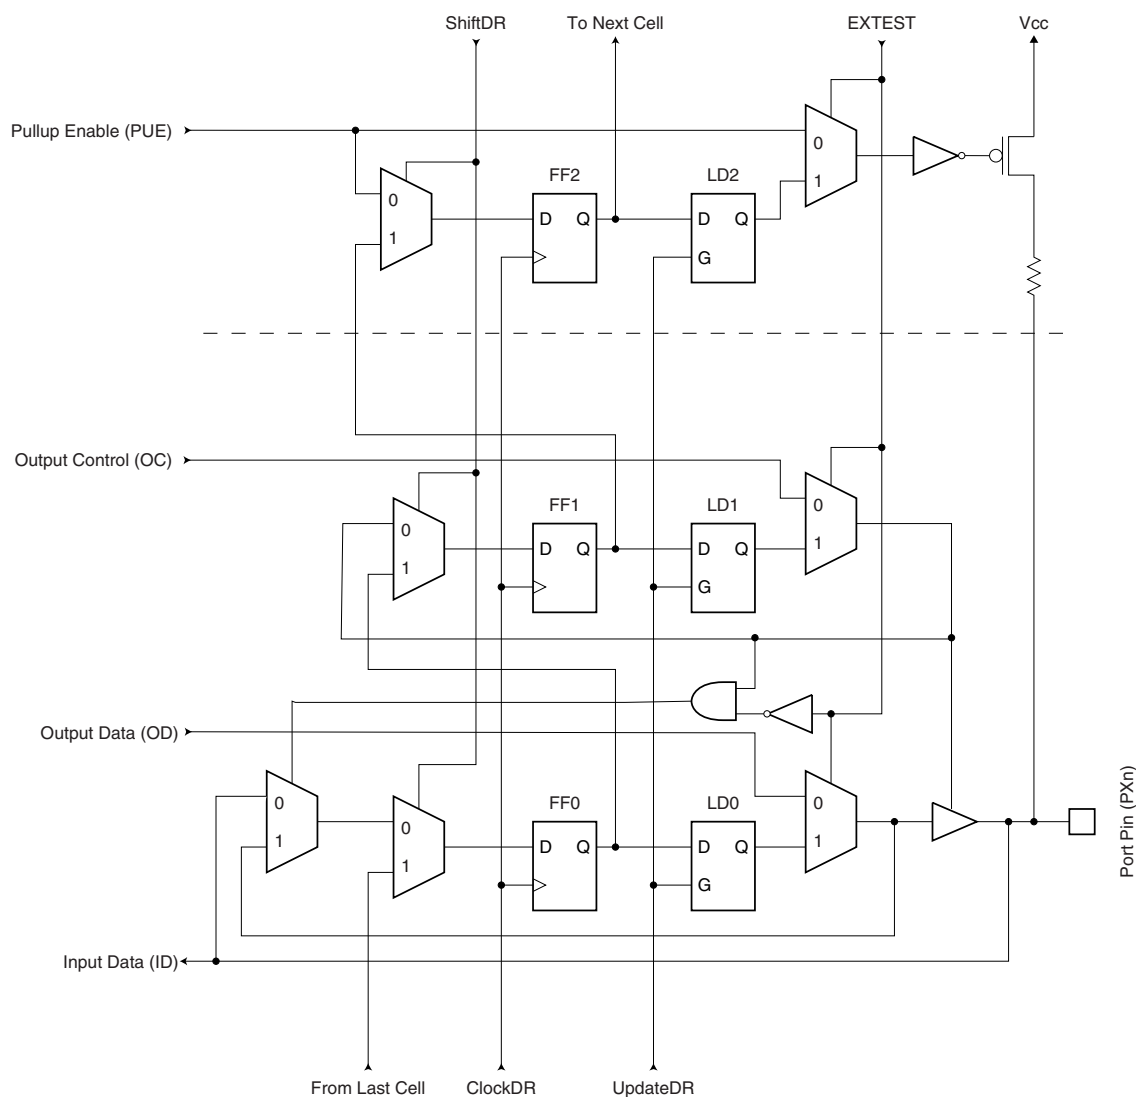 ShiftDR
To Next Cell
EXTEST
Vcc
Pullup Enable (PUE)
0
1
FF2
D Q
LD2
D Q
G
0
1
Output Control (OC)
0
1
FF1
D Q
LD1
D Q
G
0
1
Output Data (OD)
0
1
0
1
FF0
D Q
LD0
D Q
G
0
1
Port Pin (PXn)
Input Data (ID)
From Last Cell
ClockDR
UpdateDR